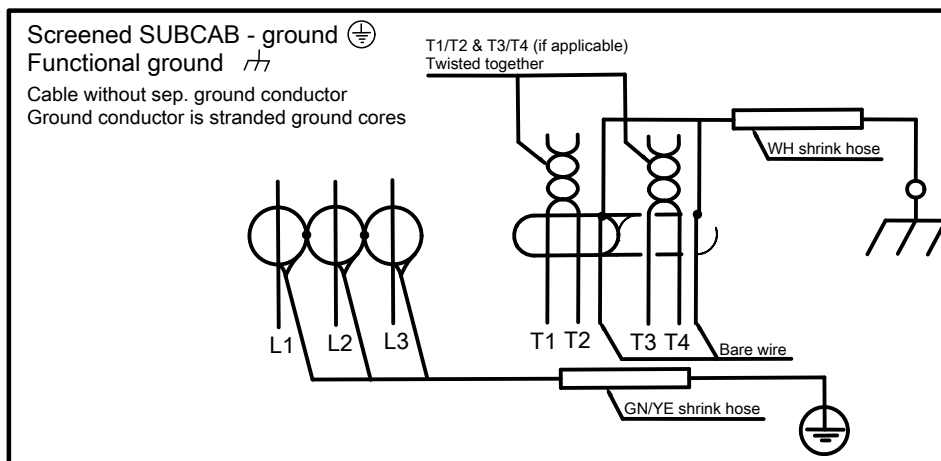 Screened SUBCAB - ground
Functional ground
Cable without sep. ground conductor
Ground conductor is stranded ground cores
T1/T2 & T3/T4 (if applicable)
Twisted together
WH shrink hose
L1 L2 L3
T1 T2 T3 T4
Bare wire
GN/YE shrink hose